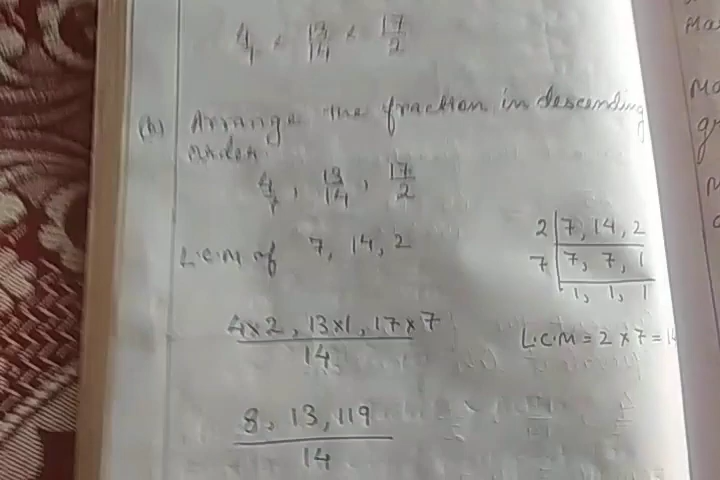 4/7 < 13/14 < 17/2
(b) Arrange the fraction in descending
order
4/7, 13/14, 17/2
L.C.M of 7, 14, 2
2 | 7, 14, 2
7 | 7, 7, 1
1, 1, 1
4×2, 13×1, 17×7
14
L.C.M = 2 × 7 = 14
8, 13, 119
14